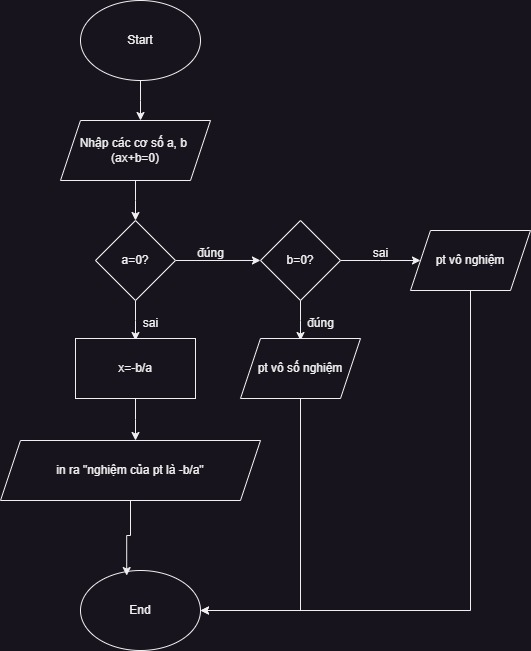 Start
Nhập các cơ số a, b
(ax+b=0)
a=0?
đúng
b=0?
sai
pt vô nghiệm
sai
đúng
x=-b/a
pt vô số nghiệm
in ra "nghiệm của pt là -b/a"
End